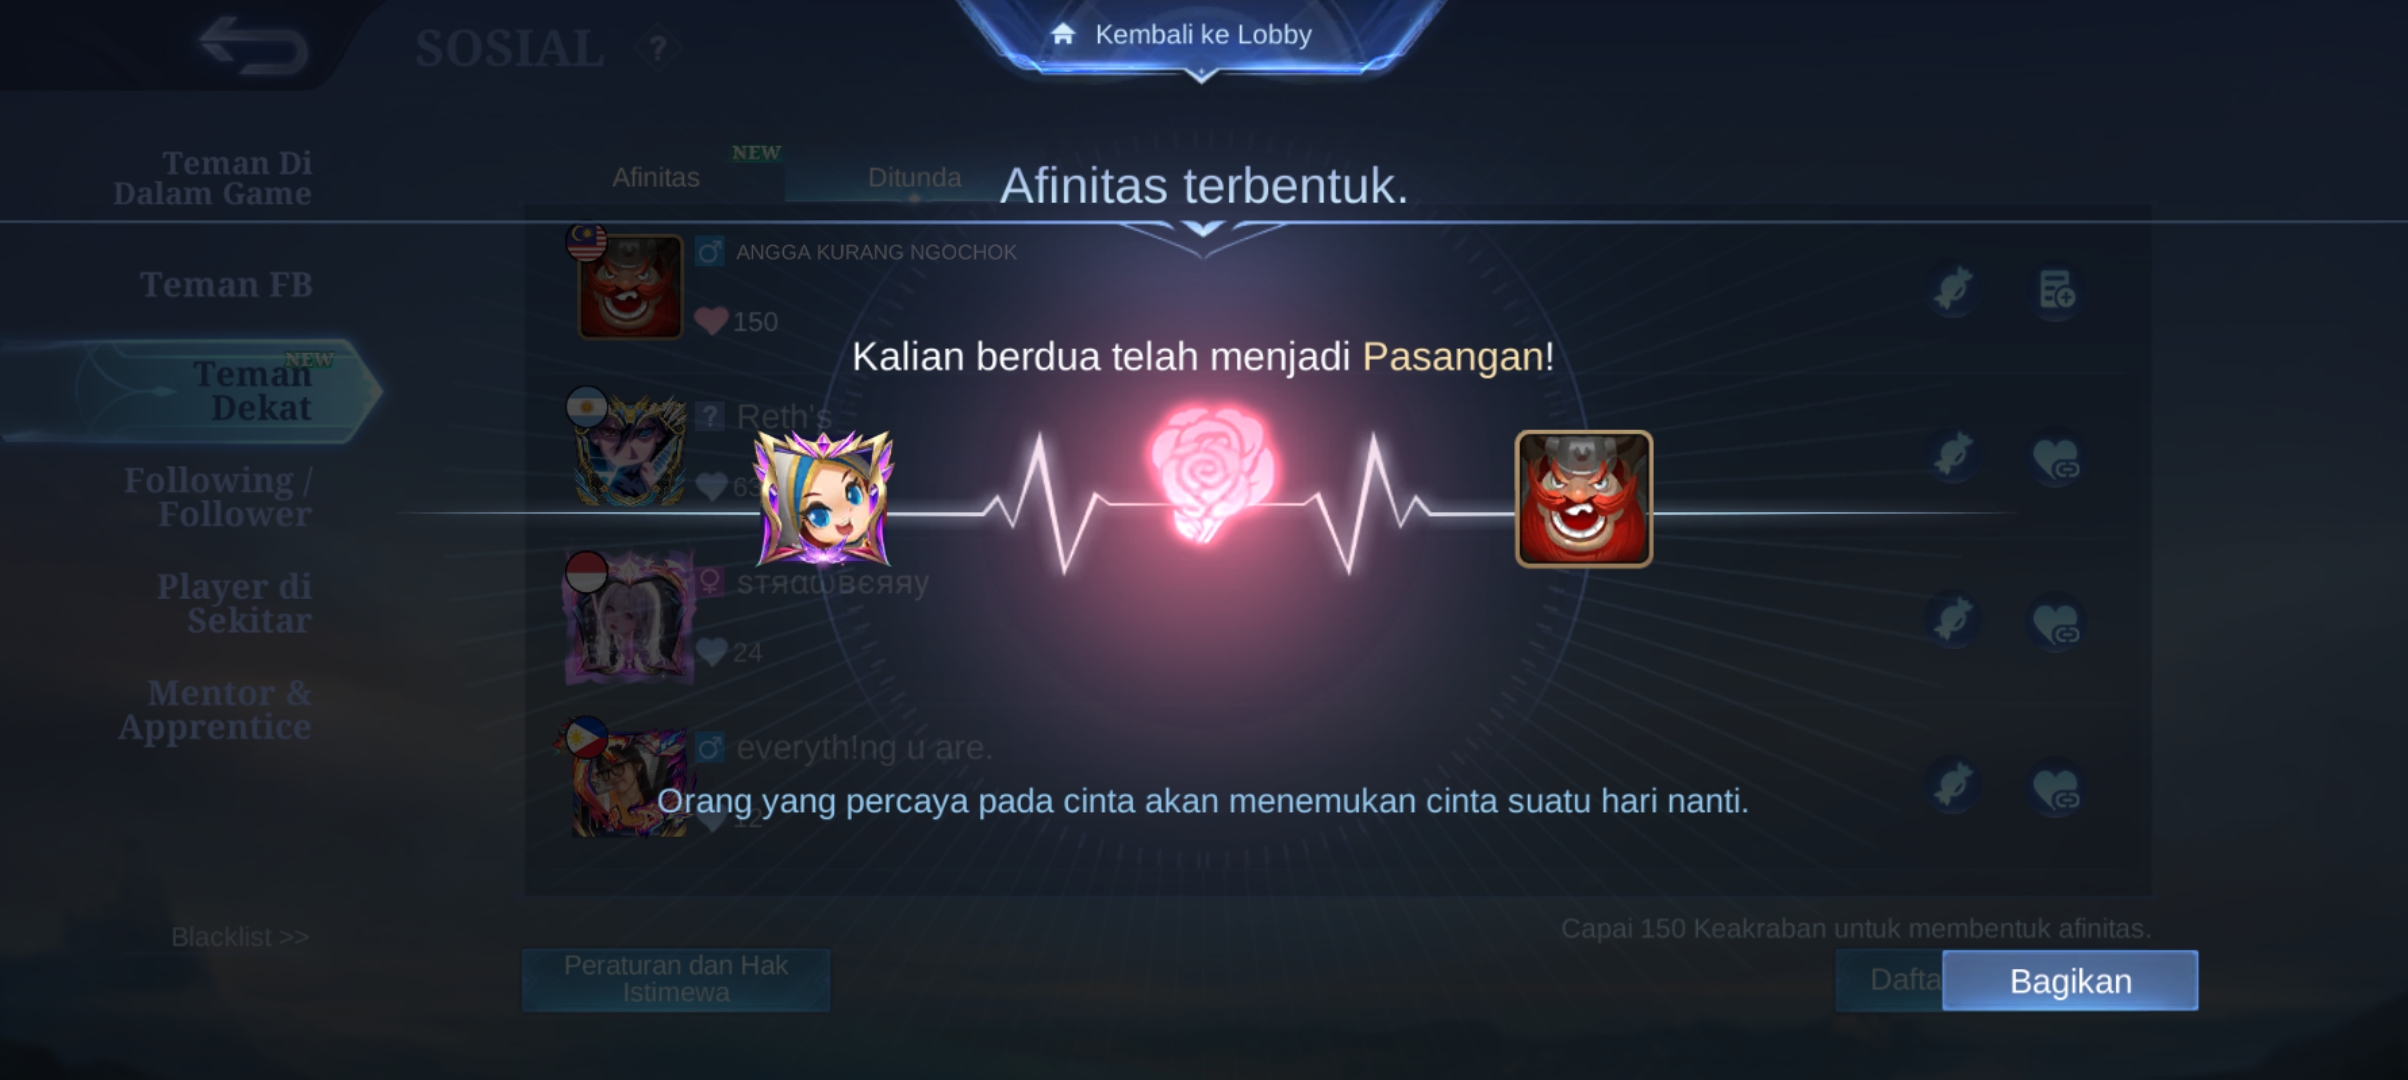 SOSIAL ?
Kembali ke Lobby
Teman Di
Dalam Game
Teman FB
NEW
Teman
Dekat
Following /
Follower
Player di
Sekitar
Mentor &
Apprentice
Blacklist >>
Afinitas
NEW
Ditunda
Afinitas terbentuk.
ANGGA KURANG NGOCHOK
150
Kalian berdua telah menjadi Pasangan!
? Reth's
ѕтяαωвєяяу
24
everyth!ng u are.
12
Orang yang percaya pada cinta akan menemukan cinta suatu hari nanti.
Capai 150 Keakraban untuk membentuk afinitas.
Peraturan dan Hak
Istimewa
Bagikan